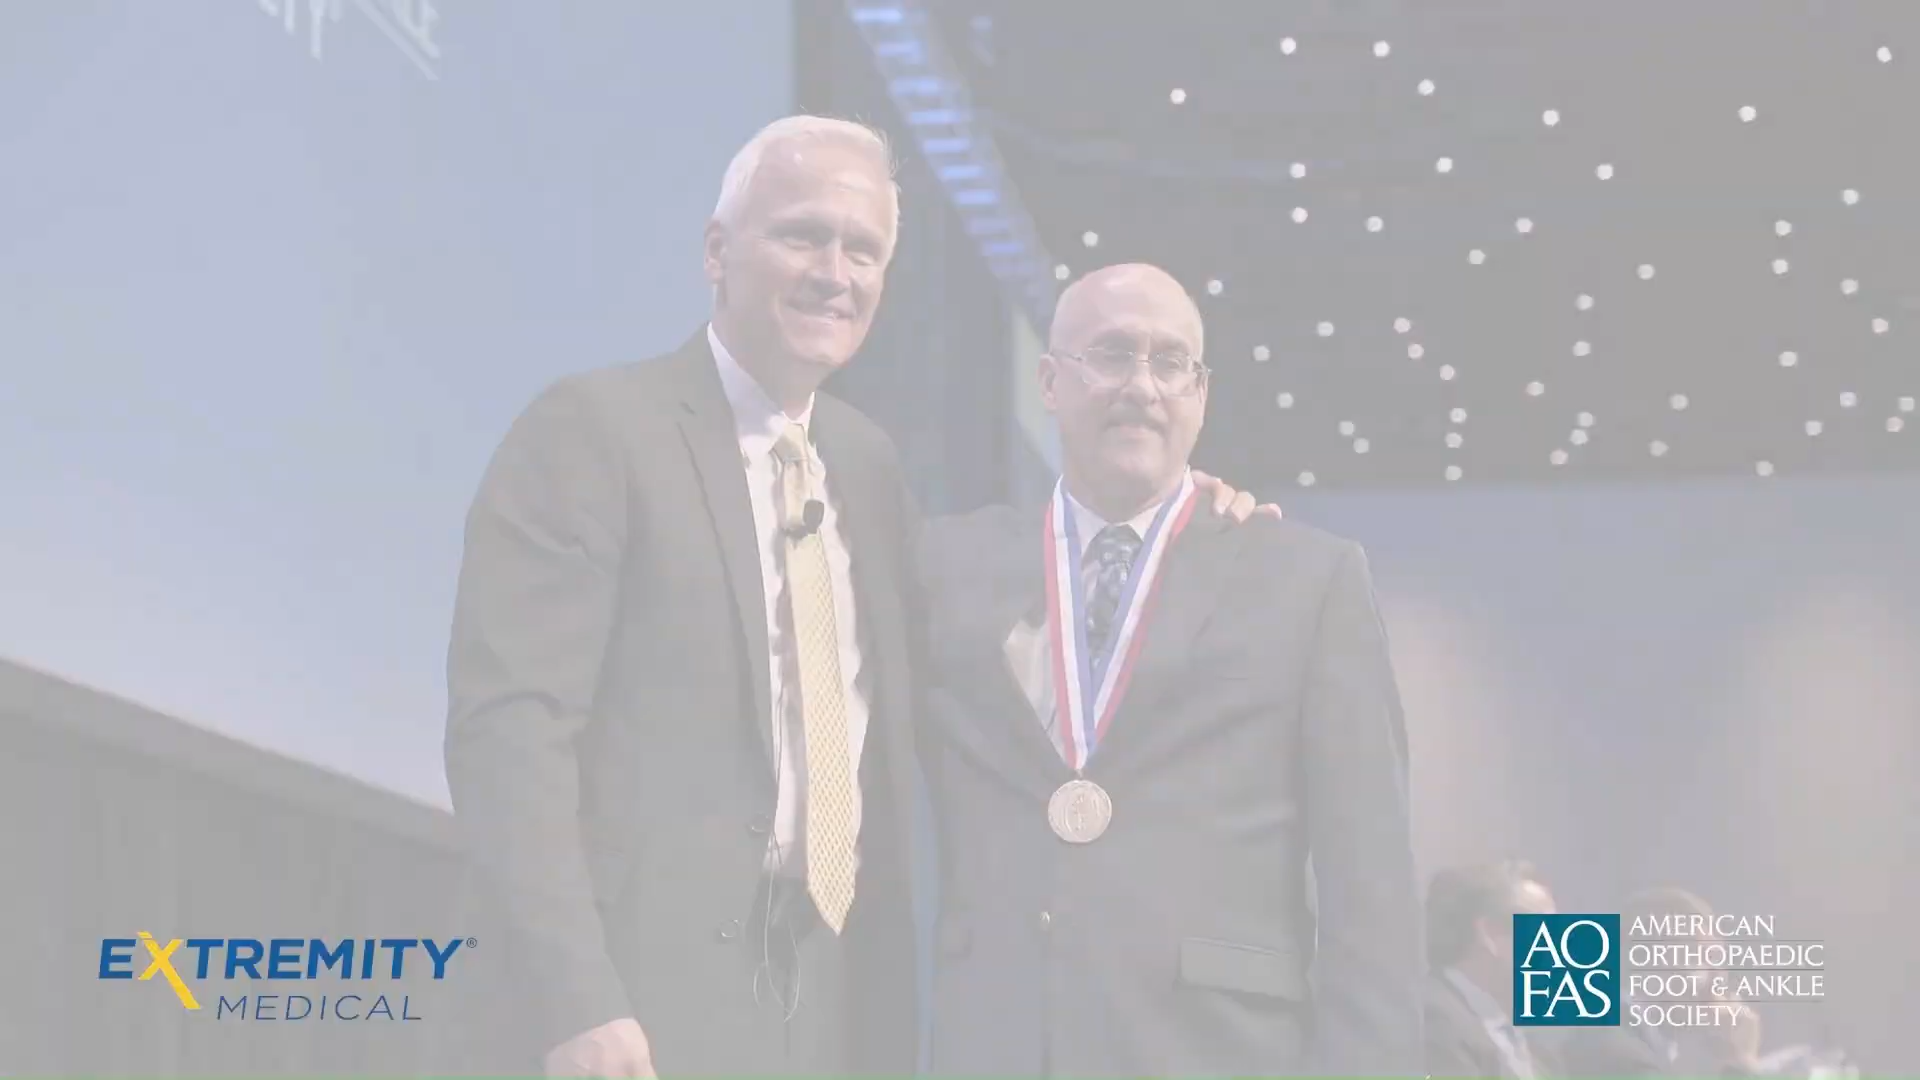 EXTREMITY®
MEDICAL
AO
FAS
AMERICAN
ORTHOPAEDIC
FOOT & ANKLE
SOCIETY